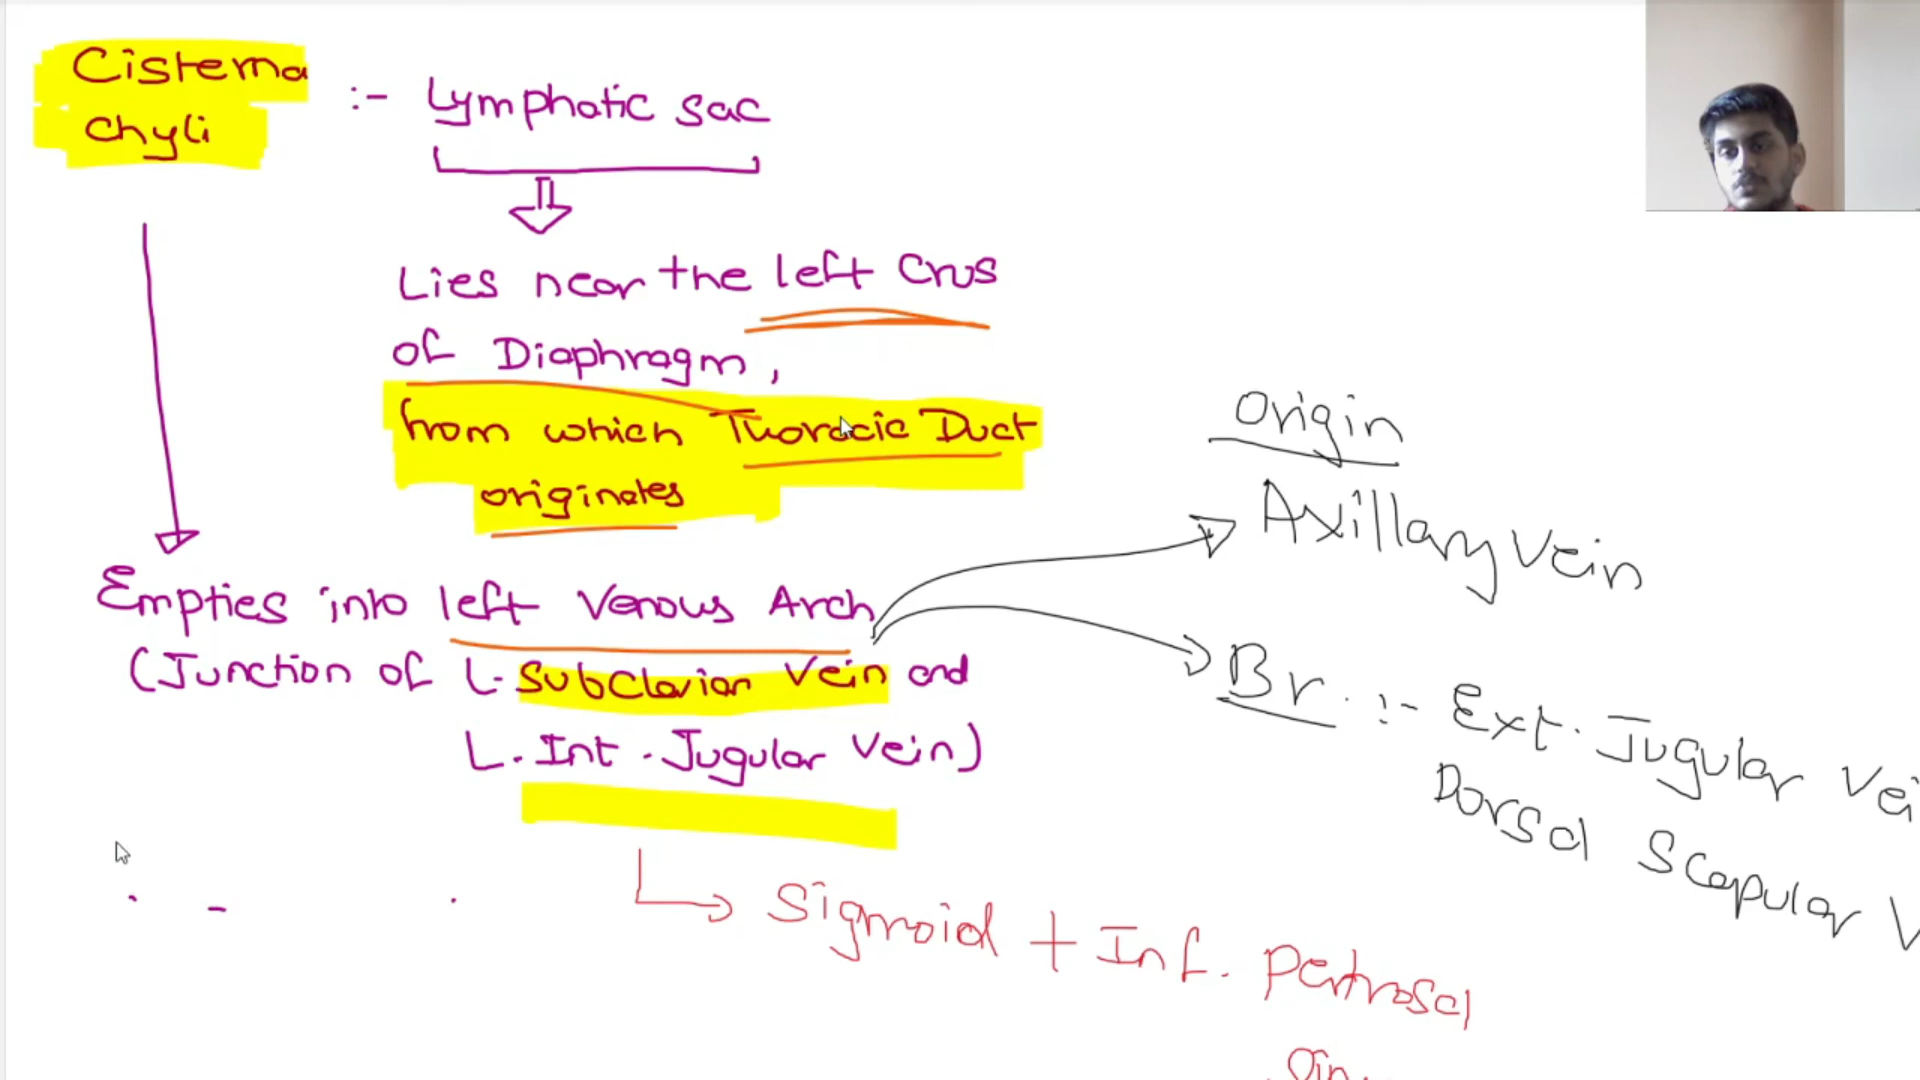 Cisterna
chyli
:- Lymphatic sac
Lies near the left Crus
of Diaphragm,
from which Thoracic Duct
originates
Empties into left Venous Arch
(Junction of L. Subclavian Vein and
L. Int. Jugular Vein)
Origin
Axillary Vein
Br. :- Ext. Jugular Vei
Dorsal Scapular V
Sigmoid + Inf. Pertrosal